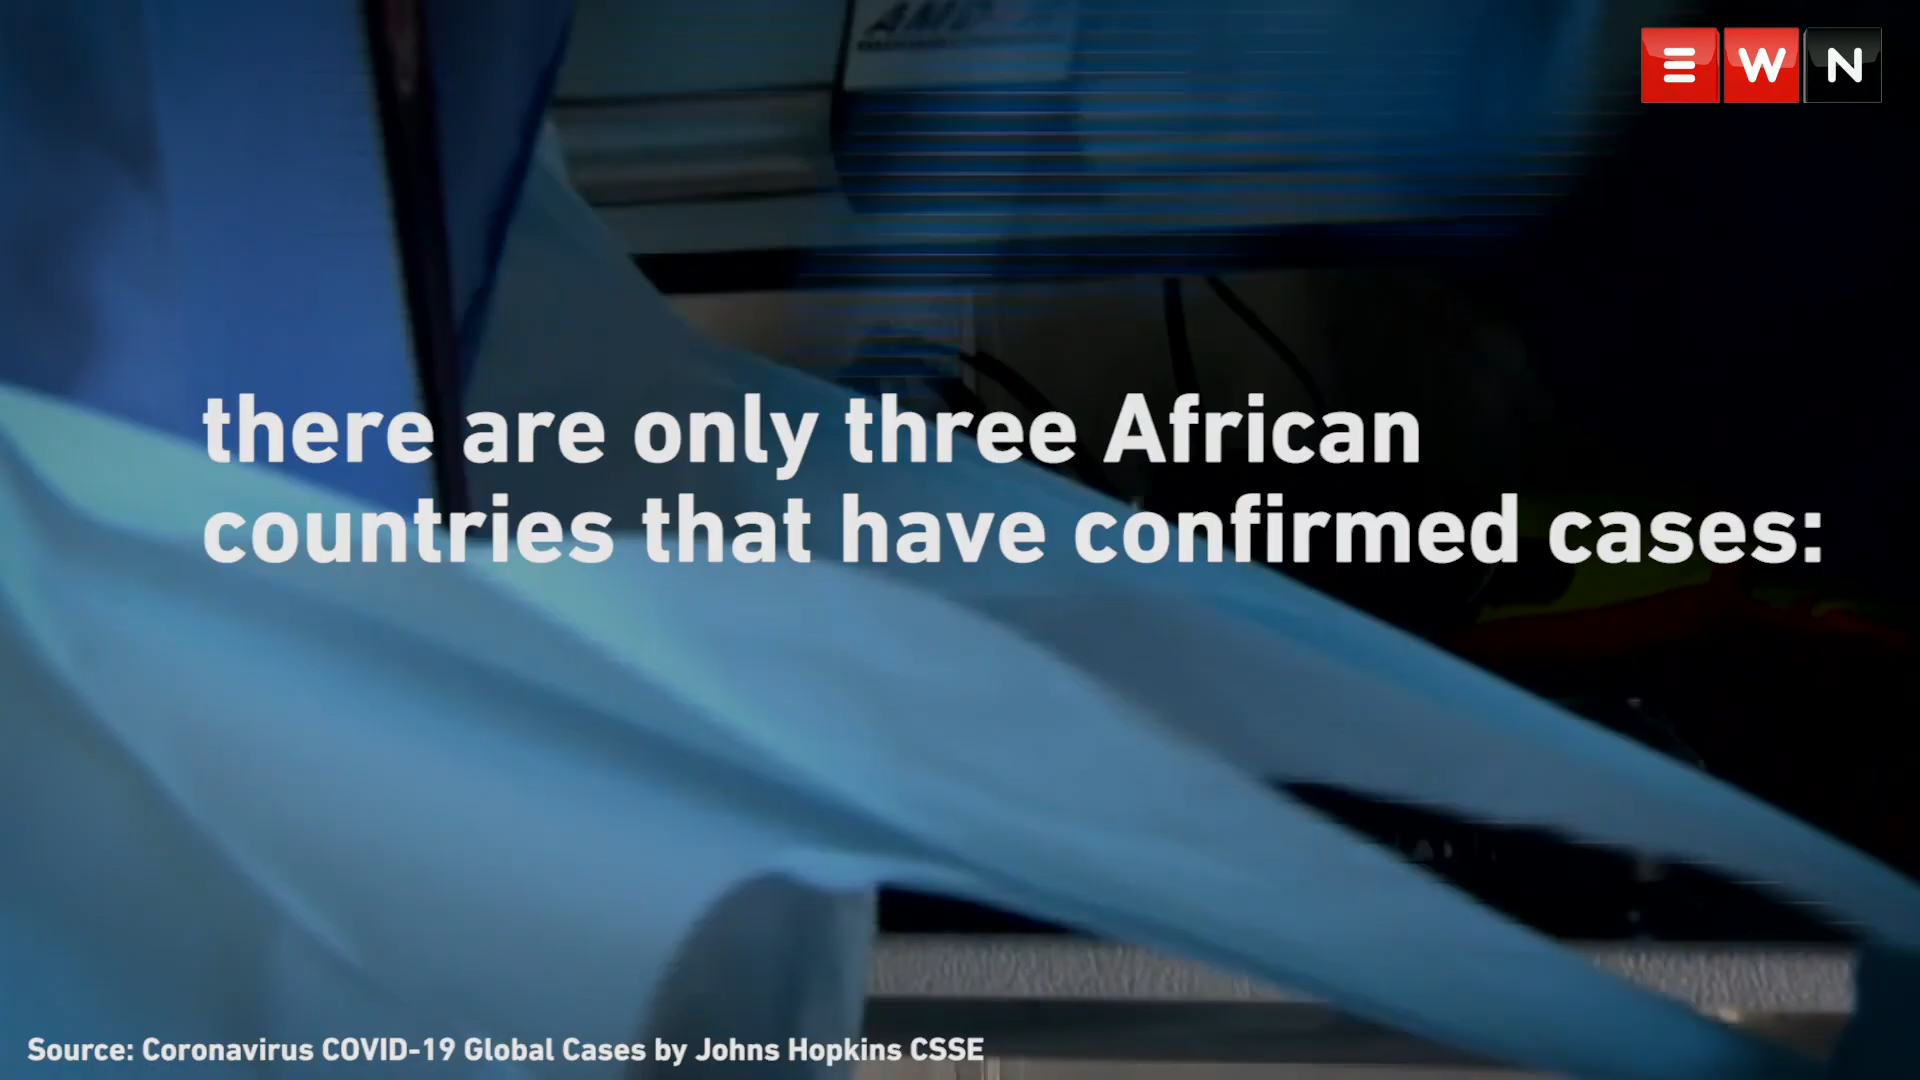 AMD
EWN
there are only three African
countries that have confirmed cases:
Source: Coronavirus COVID-19 Global Cases by Johns Hopkins CSSE